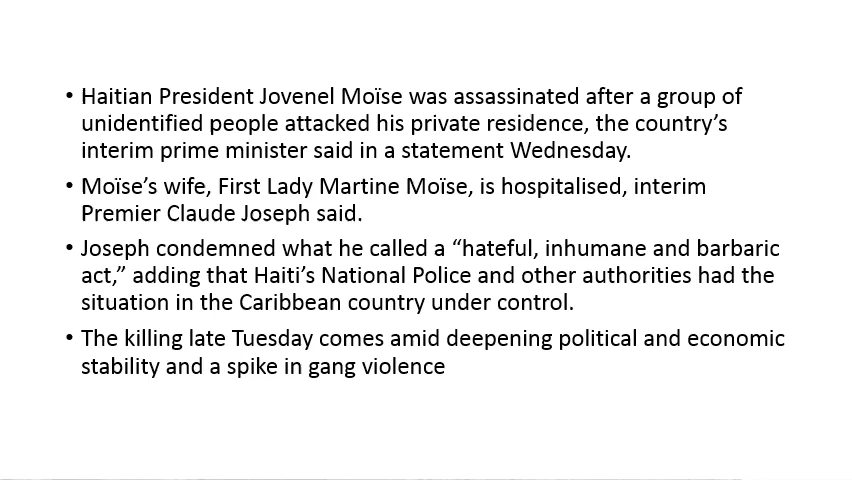 • Haitian President Jovenel Moïse was assassinated after a group of
unidentified people attacked his private residence, the country’s
interim prime minister said in a statement Wednesday.
• Moïse’s wife, First Lady Martine Moïse, is hospitalised, interim
Premier Claude Joseph said.
• Joseph condemned what he called a “hateful, inhumane and barbaric
act,” adding that Haiti’s National Police and other authorities had the
situation in the Caribbean country under control.
• The killing late Tuesday comes amid deepening political and economic
stability and a spike in gang violence